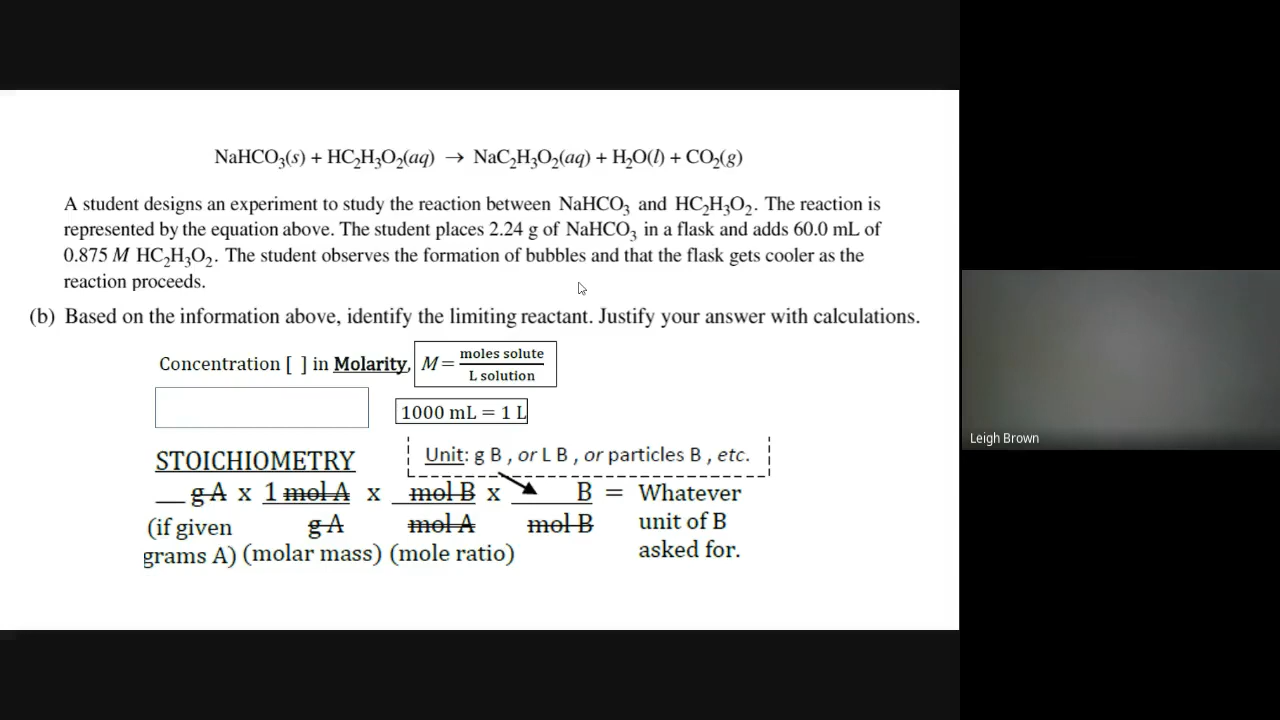 NaHCO₃(s) + HC₂H₃O₂(aq) → NaC₂H₃O₂(aq) + H₂O(l) + CO₂(g)
A student designs an experiment to study the reaction between NaHCO₃ and HC₂H₃O₂. The reaction is
represented by the equation above. The student places 2.24 g of NaHCO₃ in a flask and adds 60.0 mL of
0.875 M HC₂H₃O₂. The student observes the formation of bubbles and that the flask gets cooler as the
reaction proceeds.
(b) Based on the information above, identify the limiting reactant. Justify your answer with calculations.
Concentration [ ] in Molarity, M = moles solute / L solution
1000 mL = 1 L
STOICHIOMETRY
Unit: g B , or L B , or particles B , etc.
__ g A x 1 mol A x __ mol B x __ B = Whatever
(if given g A mol A mol B unit of B
grams A) (molar mass) (mole ratio) asked for.
Leigh Brown